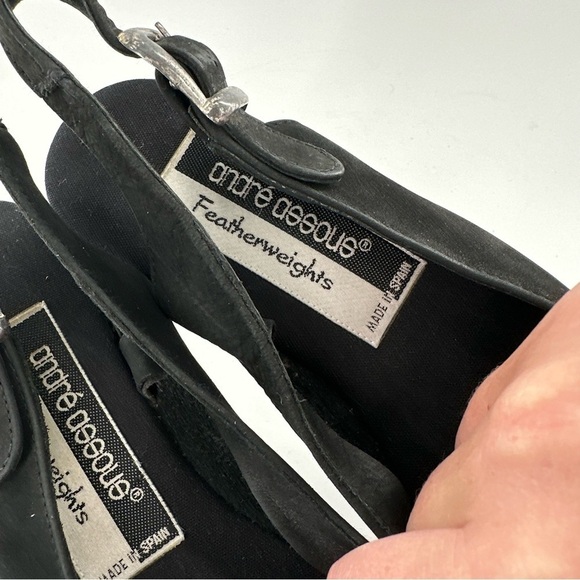 andré assous®
Featherweights
MADE IN SPAIN
andré assous®
weights
MADE IN SPAIN